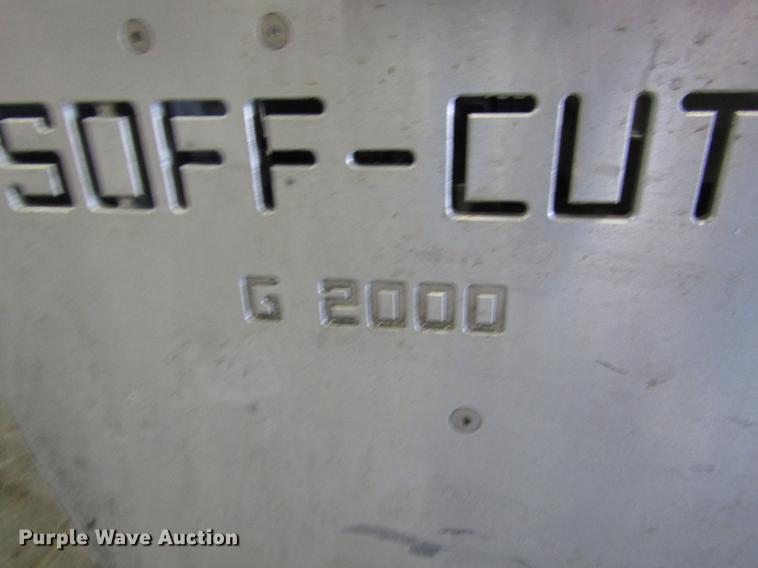 SOFF-CUT
G 2000
Purple Wave Auction